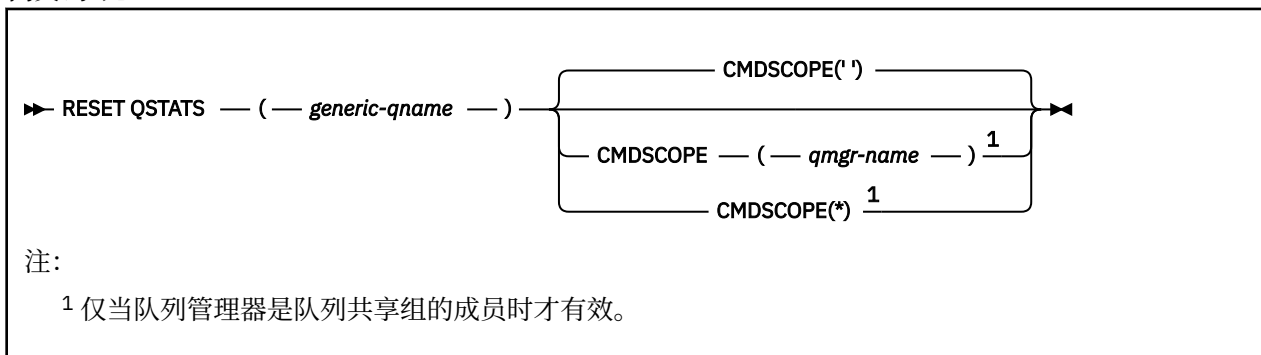 CMDSCOPE(' ')
RESET QSTATS ( generic-qname )
CMDSCOPE ( qmgr-name ) 1
CMDSCOPE(*) 1
注：
1 仅当队列管理器是队列共享组的成员时才有效。